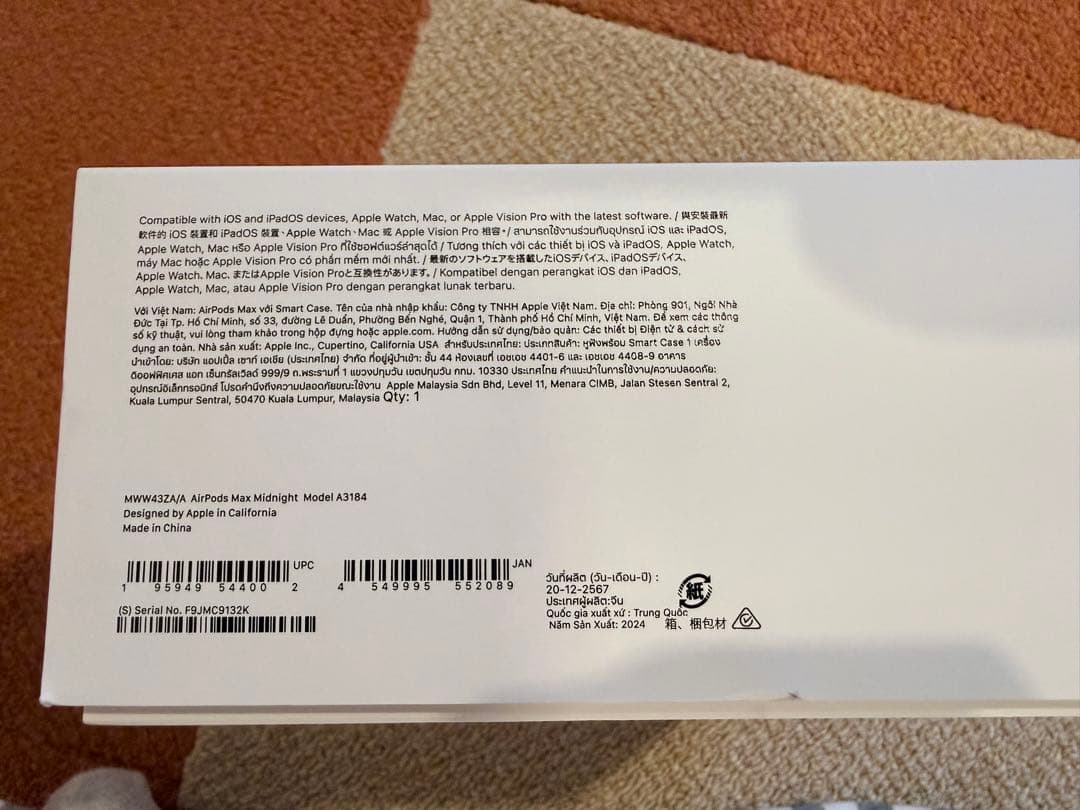 Compatible with iOS and iPadOS devices, Apple Watch, Mac, or Apple Vision Pro with the latest software. / 與安裝最新
軟件的 iOS 裝置和 iPadOS 裝置、Apple Watch、Mac 或 Apple Vision Pro 相容。/ สามารถใช้งานร่วมกับอุปกรณ์ iOS และ iPadOS,
Apple Watch, Mac หรือ Apple Vision Pro ที่ใช้ซอฟต์แวร์ล่าสุดได้ / Tương thích với các thiết bị iOS và iPadOS, Apple Watch,
máy Mac hoặc Apple Vision Pro có phần mềm mới nhất. / 最新のソフトウェアを搭載したiOSデバイス、iPadOSデバイス、
Apple Watch、Mac、またはApple Vision Proと互換性があります。/ Kompatibel dengan perangkat iOS dan iPadOS,
Apple Watch, Mac, atau Apple Vision Pro dengan perangkat lunak terbaru.
Với Việt Nam: AirPods Max với Smart Case. Tên của nhà nhập khẩu: Công ty TNHH Apple Việt Nam. Địa chỉ: Phòng 901, Ngôi Nhà
Đức Tại Tp. Hồ Chí Minh, số 33, đường Lê Duẩn, Phường Bến Nghé, Quận 1, Thành phố Hồ Chí Minh, Việt Nam. Để xem các thông
số kỹ thuật, vui lòng tham khảo trong hộp đựng hoặc apple.com. Hướng dẫn sử dụng/bảo quản: Các thiết bị Điện tử & cách sử
dụng an toàn. Nhà sản xuất: Apple Inc., Cupertino, California USA สำหรับประเทศไทย: ประเภทสินค้า: หูฟังพร้อม Smart Case 1 เครื่อง
นำเข้าโดย: บริษัท แอปเปิ้ล เซาท์ เอเชีย (ประเทศไทย) จำกัด ที่อยู่ผู้นำเข้า: ชั้น 44 ห้องเลขที่ เอชเอช 4401-6 และ เอชเอช 4408-9 อาคาร
ดิออฟฟิศเศส แอท เซ็นทรัลเวิลด์ 999/9 ถ.พระรามที่ 1 แขวงปทุมวัน เขตปทุมวัน กทม. 10330 ประเทศไทย คำแนะนำในการใช้งาน/ความปลอดภัย:
อุปกรณ์อิเล็กทรอนิกส์ โปรดคำนึงถึงความปลอดภัยขณะใช้งาน Apple Malaysia Sdn Bhd, Level 11, Menara CIMB, Jalan Stesen Sentral 2,
Kuala Lumpur Sentral, 50470 Kuala Lumpur, Malaysia Qty: 1
MWW43ZA/A AirPods Max Midnight Model A3184
Designed by Apple in California
Made in China
UPC
1 95949 54400 2
JAN
4 549995 552089
(S) Serial No. F9JMC9132K
วันที่ผลิต (วัน-เดือน-ปี) :
20-12-2567
ประเทศผู้ผลิต:จีน
Quốc gia xuất xứ : Trung Quốc
Năm Sản Xuất: 2024
紙
箱、梱包材